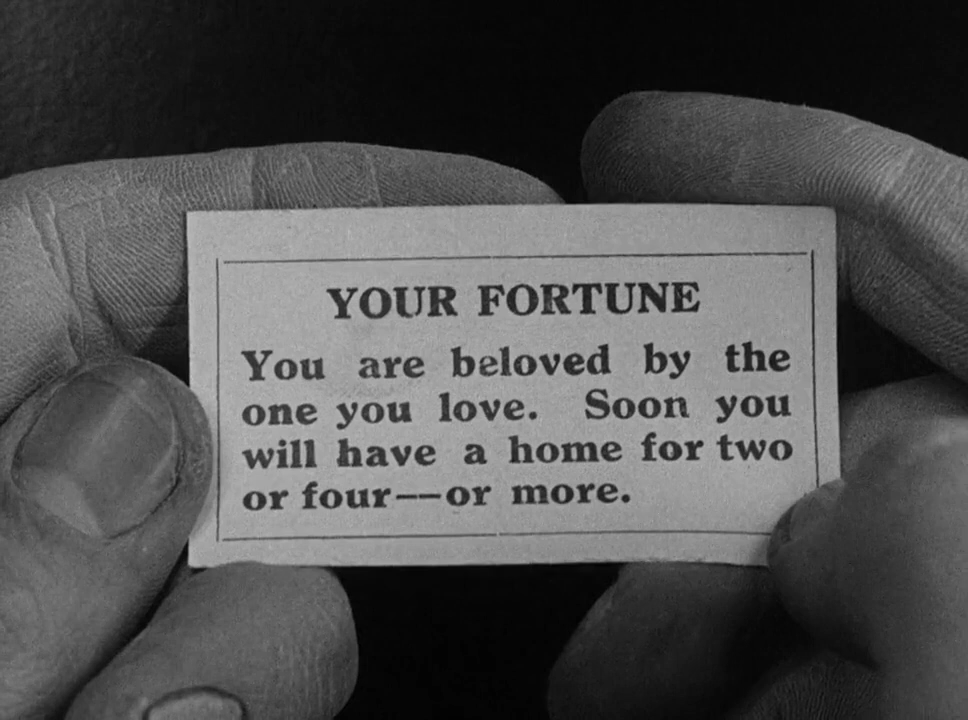 YOUR FORTUNE
You are beloved by the
one you love. Soon you
will have a home for two
or four——or more.